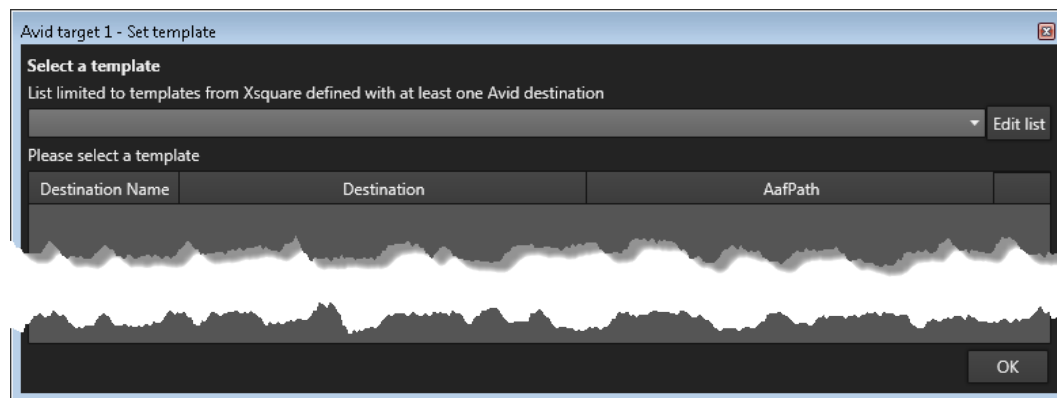 Avid target 1 - Set template
Select a template
List limited to templates from Xsquare defined with at least one Avid destination
Edit list
Please select a template
Destination Name Destination AafPath
OK